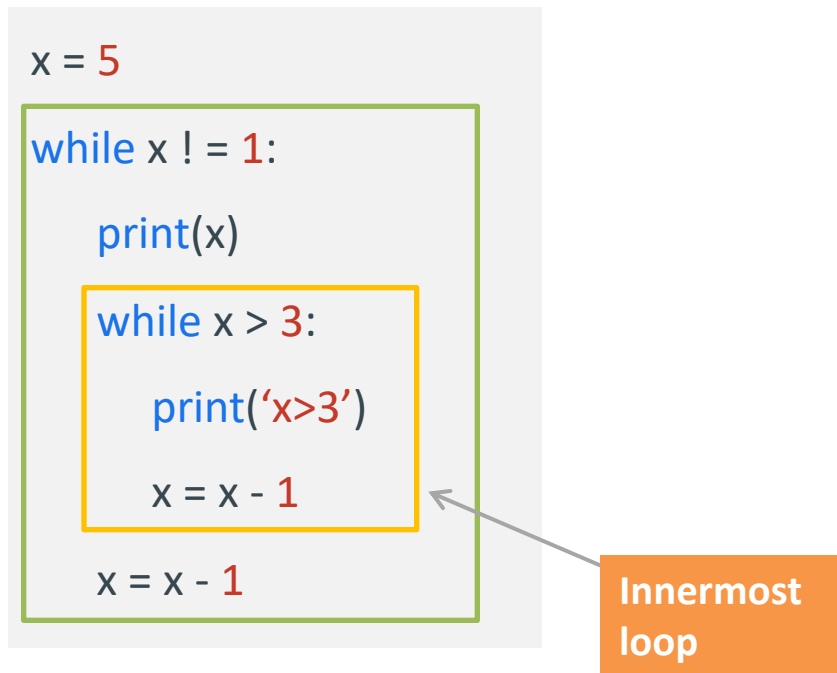 x = 5
while x ! = 1:
print(x)
while x > 3:
print(‘x>3’)
x = x - 1
x = x - 1
Innermost
loop